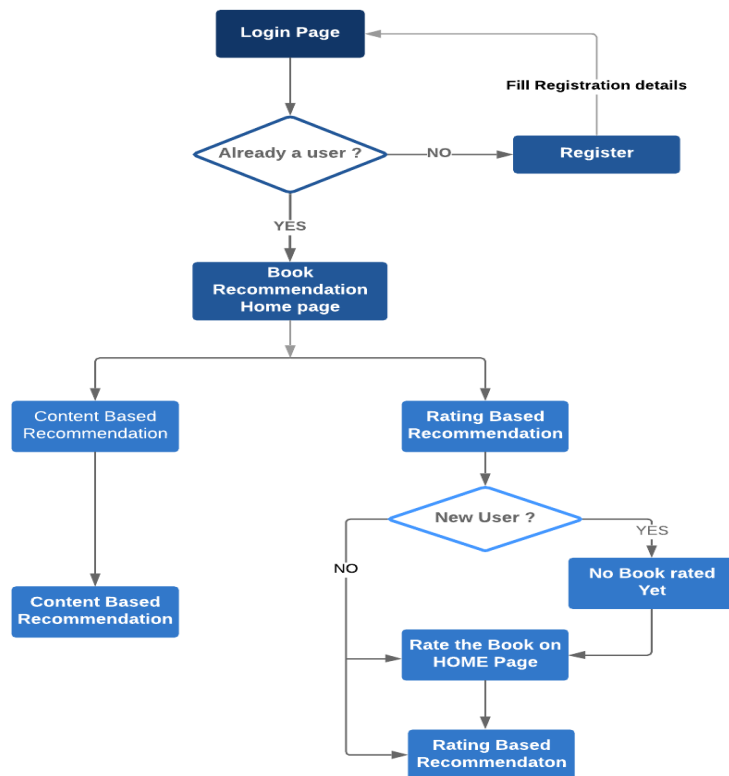 Login Page
Fill Registration details
Already a user ?
NO
Register
YES
Book
Recommendation
Home page
Content Based
Recommendation
Rating Based
Recommendation
New User ?
YES
NO
No Book rated
Yet
Content Based
Recommendation
Rate the Book on
HOME Page
Rating Based
Recommendaton